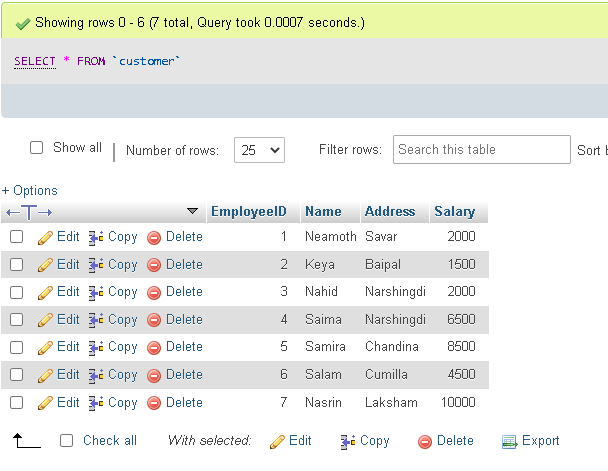 Showing rows 0 - 6 (7 total, Query took 0.0007 seconds.)
SELECT * FROM `customer`
Show all | Number of rows: 25 Filter rows: Search this table Sort b
+ Options
←T→ EmployeeID Name Address Salary
Edit Copy Delete 1 Neamoth Savar 2000
Edit Copy Delete 2 Keya Baipal 1500
Edit Copy Delete 3 Nahid Narshingdi 2000
Edit Copy Delete 4 Saima Narshingdi 6500
Edit Copy Delete 5 Samira Chandina 8500
Edit Copy Delete 6 Salam Cumilla 4500
Edit Copy Delete 7 Nasrin Laksham 10000
Check all With selected: Edit Copy Delete Export